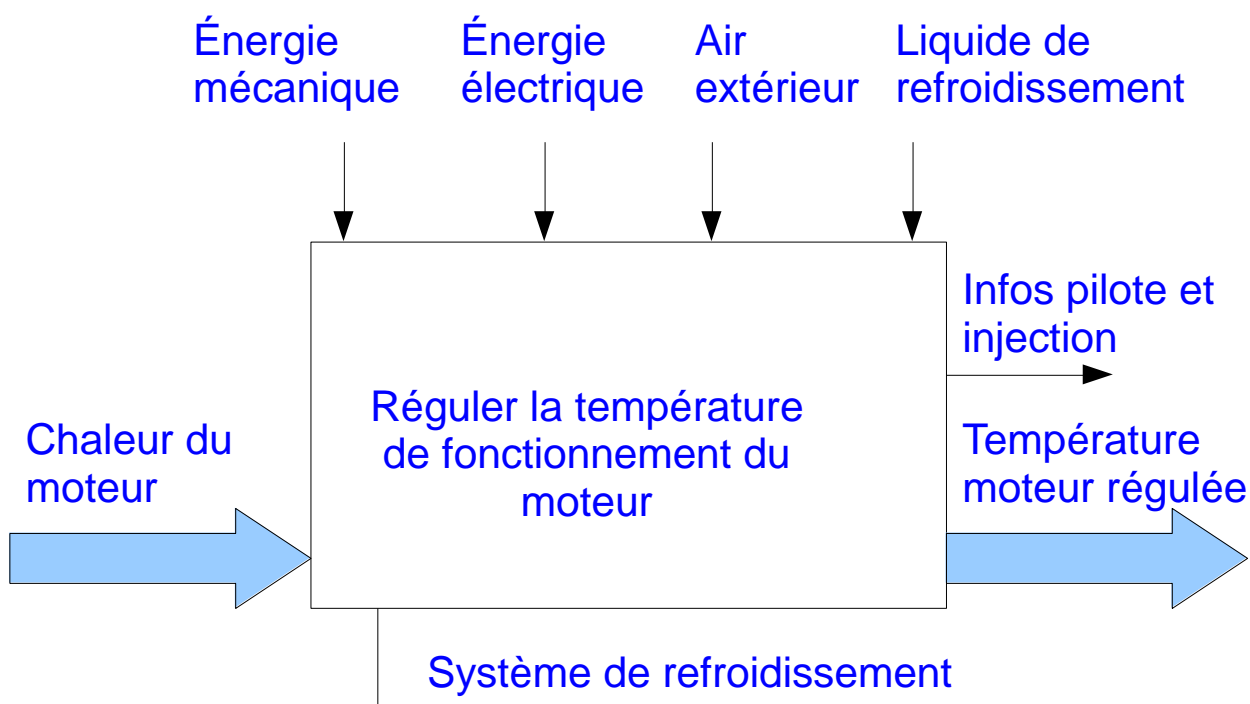 Énergie
mécanique
Énergie
électrique
Air
extérieur
Liquide de
refroidissement
Infos pilote et
injection
Réguler la température
de fonctionnement du
moteur
Chaleur du
moteur
Température
moteur régulée
Système de refroidissement